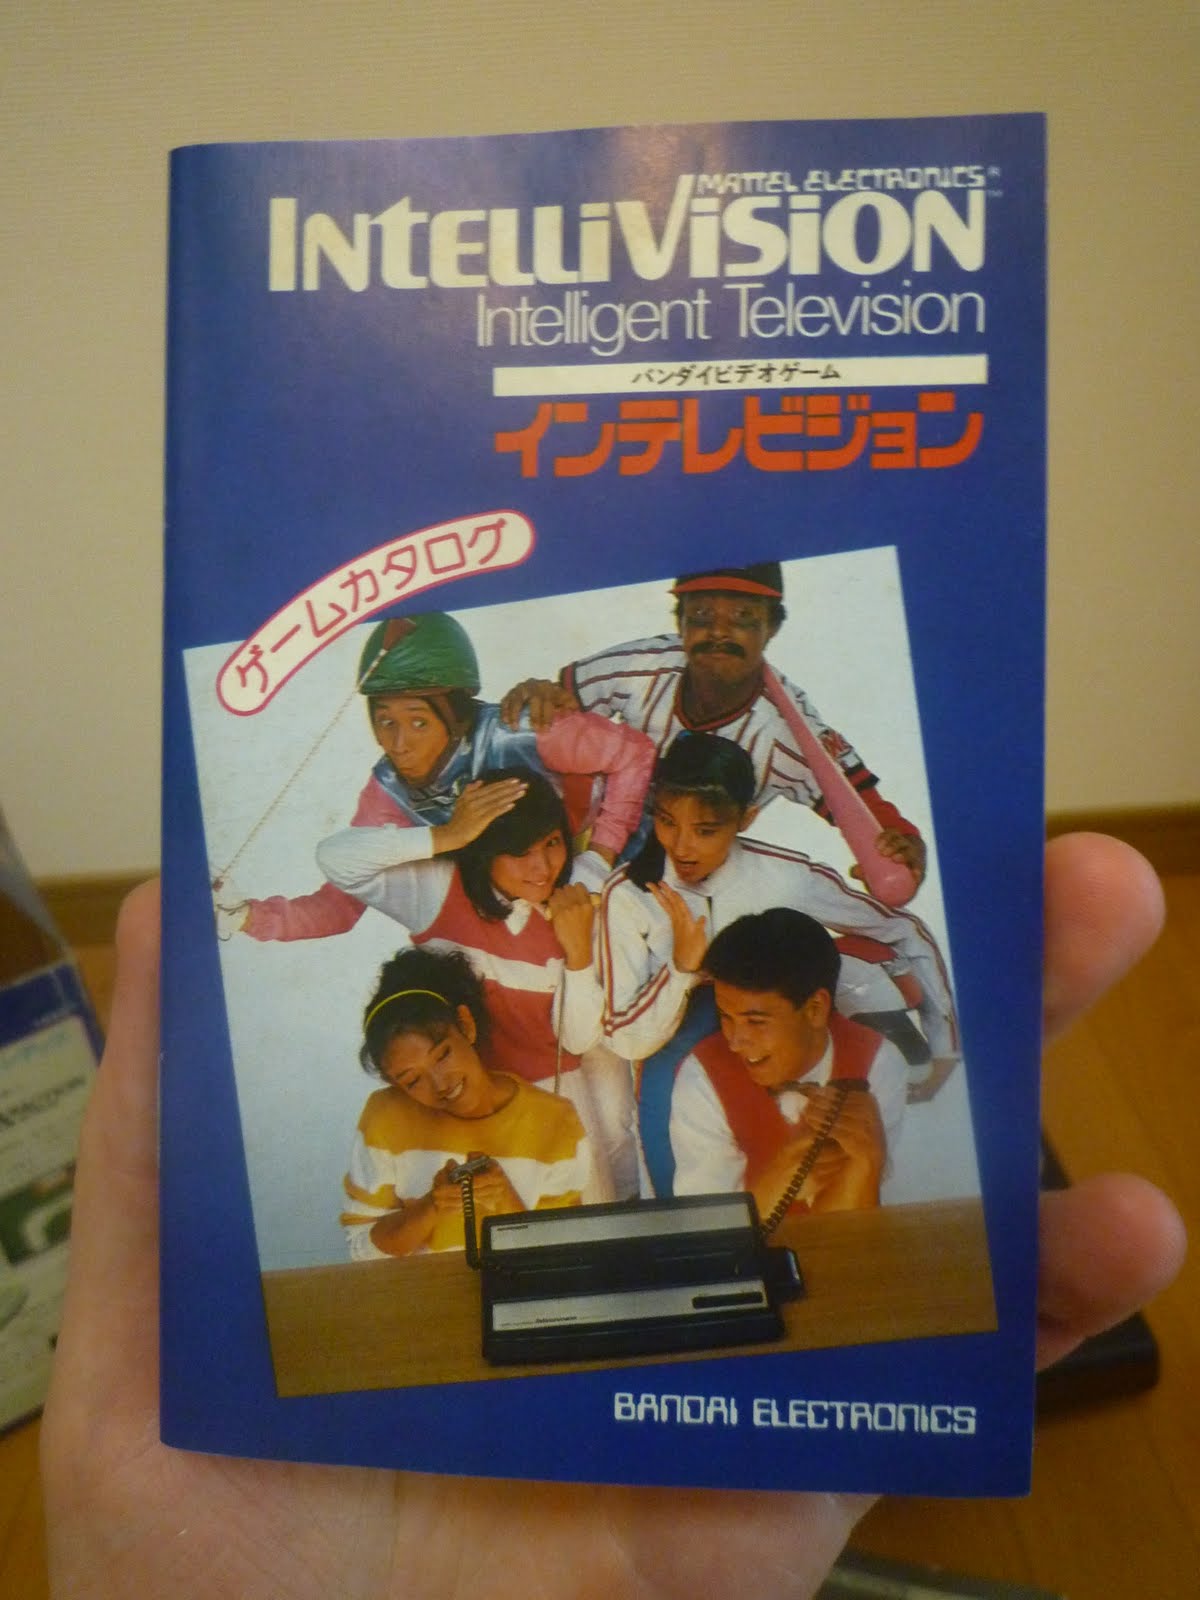 MATTEL ELECTRONICS®
INTELLIVISION™
Intelligent Television
バンダイビデオゲーム
インテレビジョン
ゲームカタログ
BANDAI ELECTRONICS